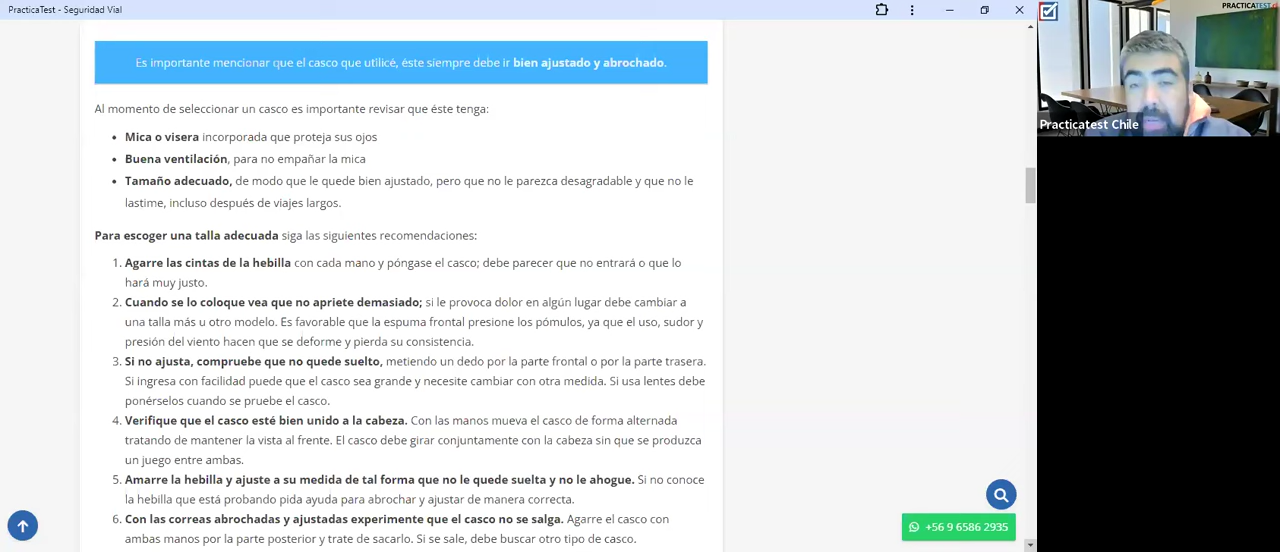 PracticaTest - Seguridad Vial
PRACTICATEST
Practicatest Chile
Es importante mencionar que el casco que utilice, éste siempre debe ir bien ajustado y abrochado.
Al momento de seleccionar un casco es importante revisar que éste tenga:
• Mica o visera incorporada que proteja sus ojos
• Buena ventilación, para no empañar la mica
• Tamaño adecuado, de modo que le quede bien ajustado, pero que no le parezca desagradable y que no le
lastime, incluso después de viajes largos.
Para escoger una talla adecuada siga las siguientes recomendaciones:
1. Agarre las cintas de la hebilla con cada mano y póngase el casco; debe parecer que no entrará o que lo
hará muy justo.
2. Cuando se lo coloque vea que no apriete demasiado; si le provoca dolor en algún lugar debe cambiar a
una talla más u otro modelo. Es favorable que la espuma frontal presione los pómulos, ya que el uso, sudor y
presión del viento hacen que se deforme y pierda su consistencia.
3. Si no ajusta, compruebe que no quede suelto, metiendo un dedo por la parte frontal o por la parte trasera.
Si ingresa con facilidad puede que el casco sea grande y necesite cambiar con otra medida. Si usa lentes debe
ponérselos cuando se pruebe el casco.
4. Verifique que el casco esté bien unido a la cabeza. Con las manos mueva el casco de forma alternada
tratando de mantener la vista al frente. El casco debe girar conjuntamente con la cabeza sin que se produzca
un juego entre ambas.
5. Amarre la hebilla y ajuste a su medida de tal forma que no le quede suelta y no le ahogue. Si no conoce
la hebilla que está probando pida ayuda para abrochar y ajustar de manera correcta.
6. Con las correas abrochadas y ajustadas experimente que el casco no se salga. Agarre el casco con
ambas manos por la parte posterior y trate de sacarlo. Si se sale, debe buscar otro tipo de casco.
+56 9 6586 2935